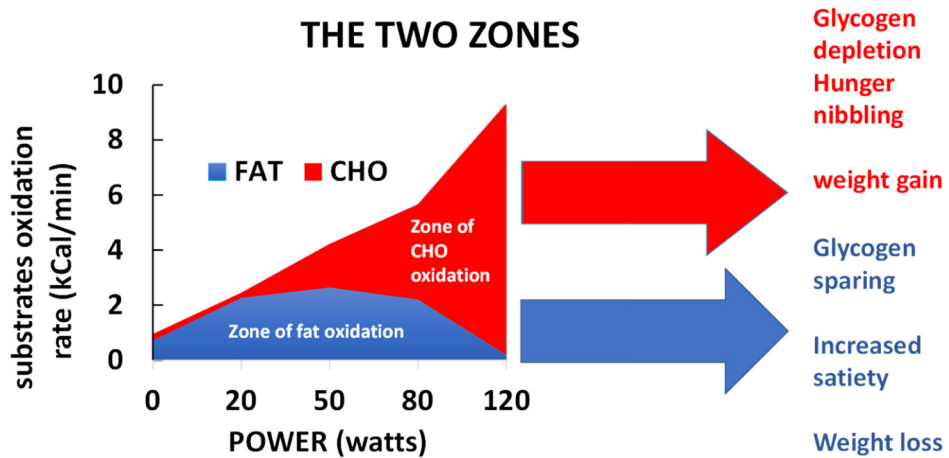 THE TWO ZONES
substrates oxidation
rate (kCal/min)
10
8
6
4
2
0
FAT
CHO
Zone of
CHO
oxidation
Zone of fat oxidation
0
20
50
80
120
POWER (watts)
Glycogen
depletion
Hunger
nibbling
weight gain
Glycogen
sparing
Increased
satiety
Weight loss